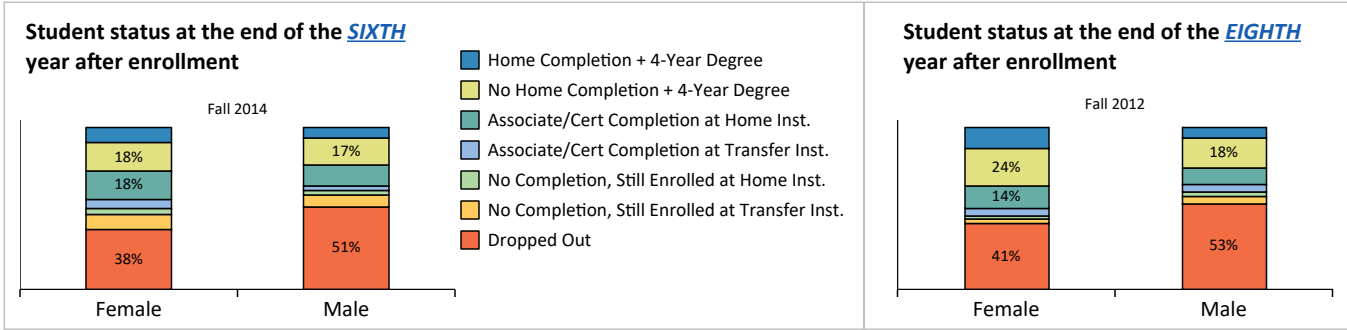 Student status at the end of the SIXTH
year after enrollment
Fall 2014
18%
18%
38%
17%
51%
Female
Male
Home Completion + 4-Year Degree
No Home Completion + 4-Year Degree
Associate/Cert Completion at Home Inst.
Associate/Cert Completion at Transfer Inst.
No Completion, Still Enrolled at Home Inst.
No Completion, Still Enrolled at Transfer Inst.
Dropped Out
Student status at the end of the EIGHTH
year after enrollment
Fall 2012
24%
14%
41%
18%
53%
Female
Male